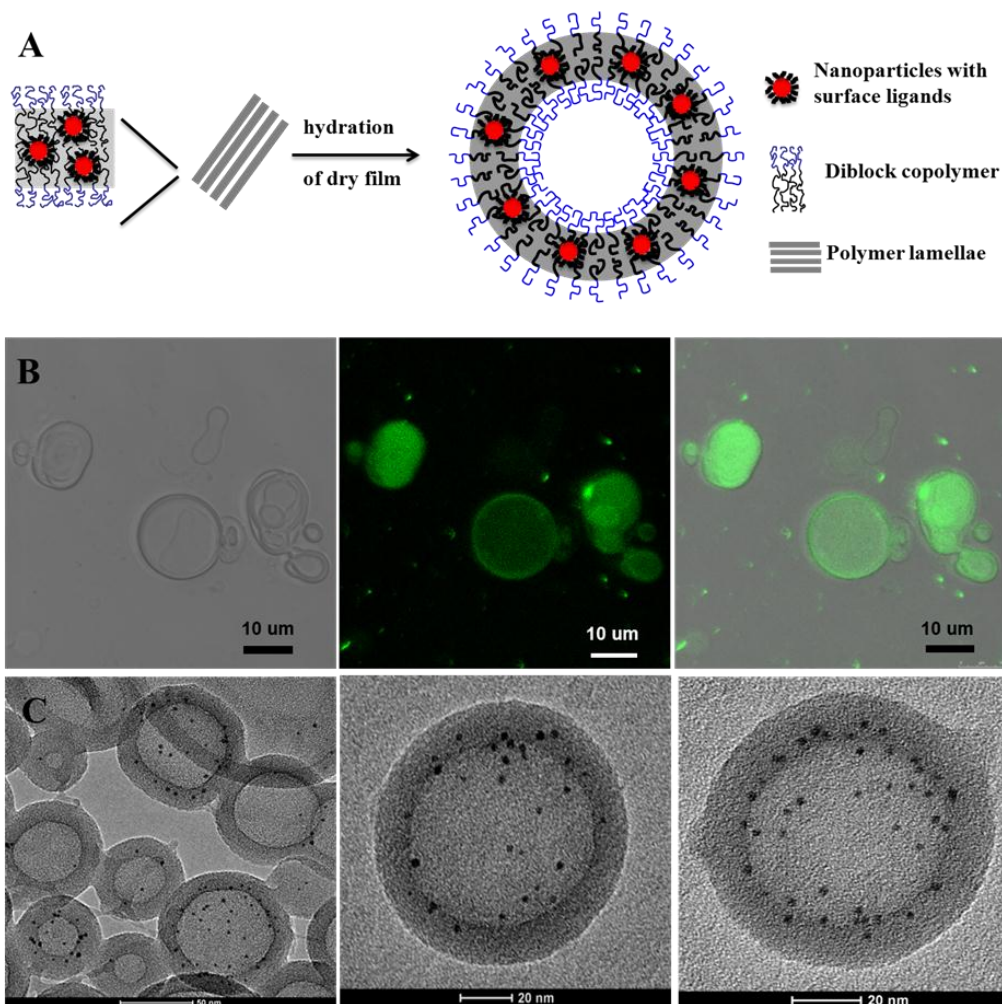 A
hydration
of dry film
Nanoparticles with
surface ligands
Diblock copolymer
Polymer lamellae
B
10 um
10 um
10 um
C
50 nm
20 nm
20 nm